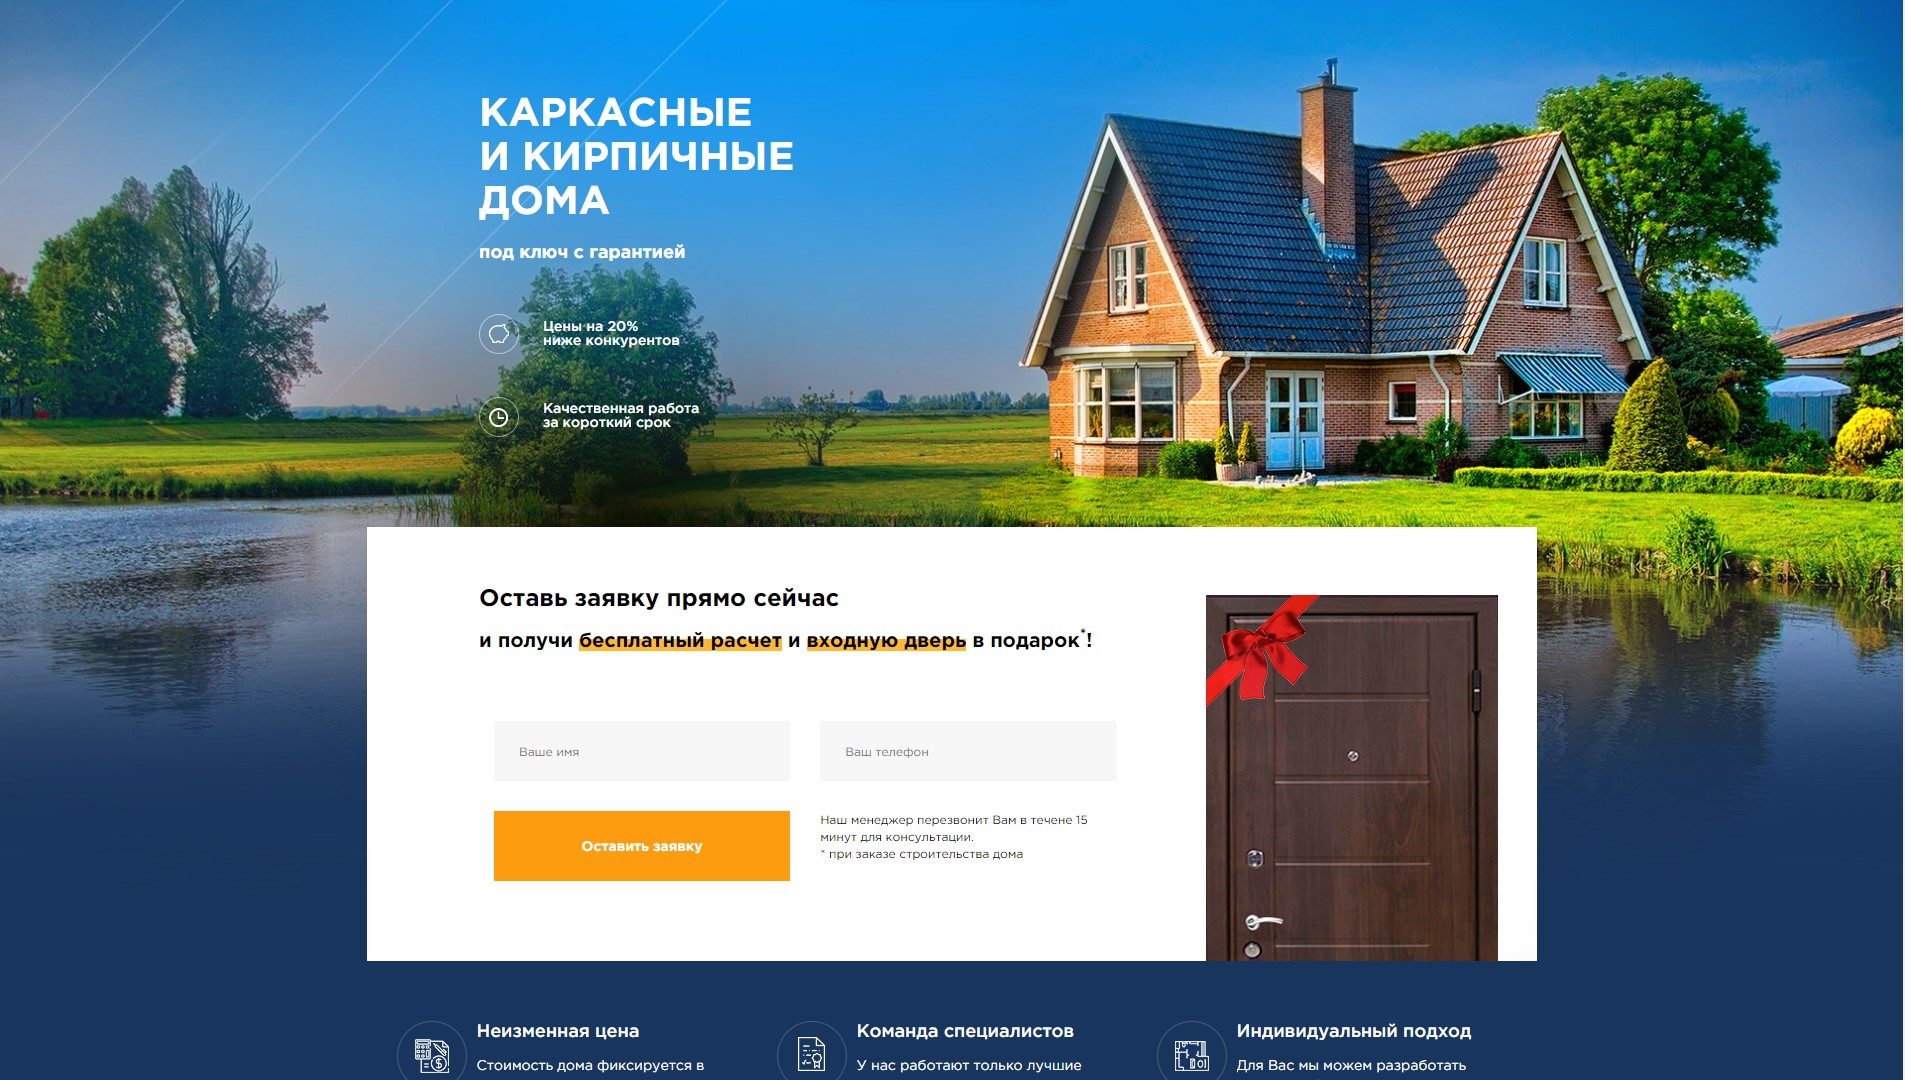 КАРКАСНЫЕ
И КИРПИЧНЫЕ
ДОМА
под ключ с гарантией
Цены на 20%
ниже конкурентов
Качественная работа
за короткий срок
Оставь заявку прямо сейчас
и получи бесплатный расчет и входную дверь в подарок*!
Ваше имя
Ваш телефон
Оставить заявку
Наш менеджер перезвонит Вам в течене 15
минут для консультации.
* при заказе строительства дома
Неизменная цена
Стоимость дома фиксируется в
Команда специалистов
У нас работают только лучшие
Индивидуальный подход
Для Вас мы можем разработать